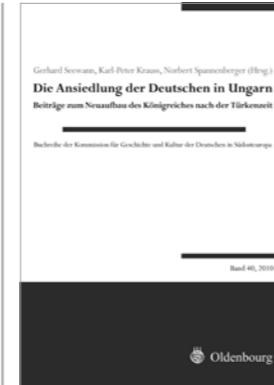 Gerhard Seewann, Karl-Peter Krauss, Norbert Spannenberger (Hrsg.)
Die Ansiedlung der Deutschen in Ungarn
Beiträge zum Neuaufbau des Königreiches nach der Türkenzeit
Buchreihe der Kommission für Geschichte und Kultur der Deutschen in Südosteuropa
Band 40, 2010
Oldenbourg